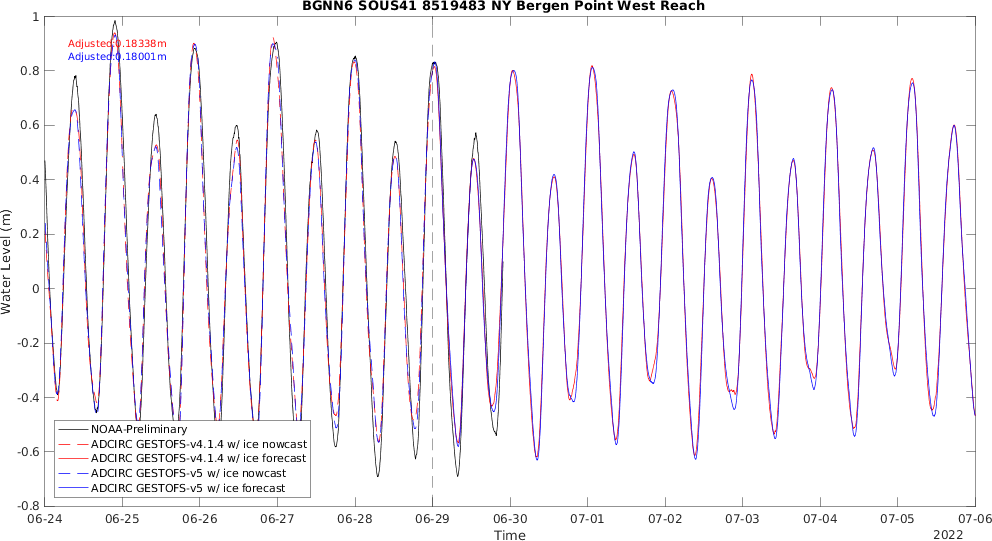 BGNN6 SOUS41 8519483 NY Bergen Point West Reach
Adjusted:0.18338m
Adjusted:0.18001m
Water Level (m)
1
0.8
0.6
0.4
0.2
0
-0.2
-0.4
-0.6
-0.8
NOAA-Preliminary
ADCIRC GESTOFS-v4.1.4 w/ ice nowcast
ADCIRC GESTOFS-v4.1.4 w/ ice forecast
ADCIRC GESTOFS-v5 w/ ice nowcast
ADCIRC GESTOFS-v5 w/ ice forecast
06-24 06-25 06-26 06-27 06-28 06-29 06-30 07-01 07-02 07-03 07-04 07-05 07-06
Time
2022